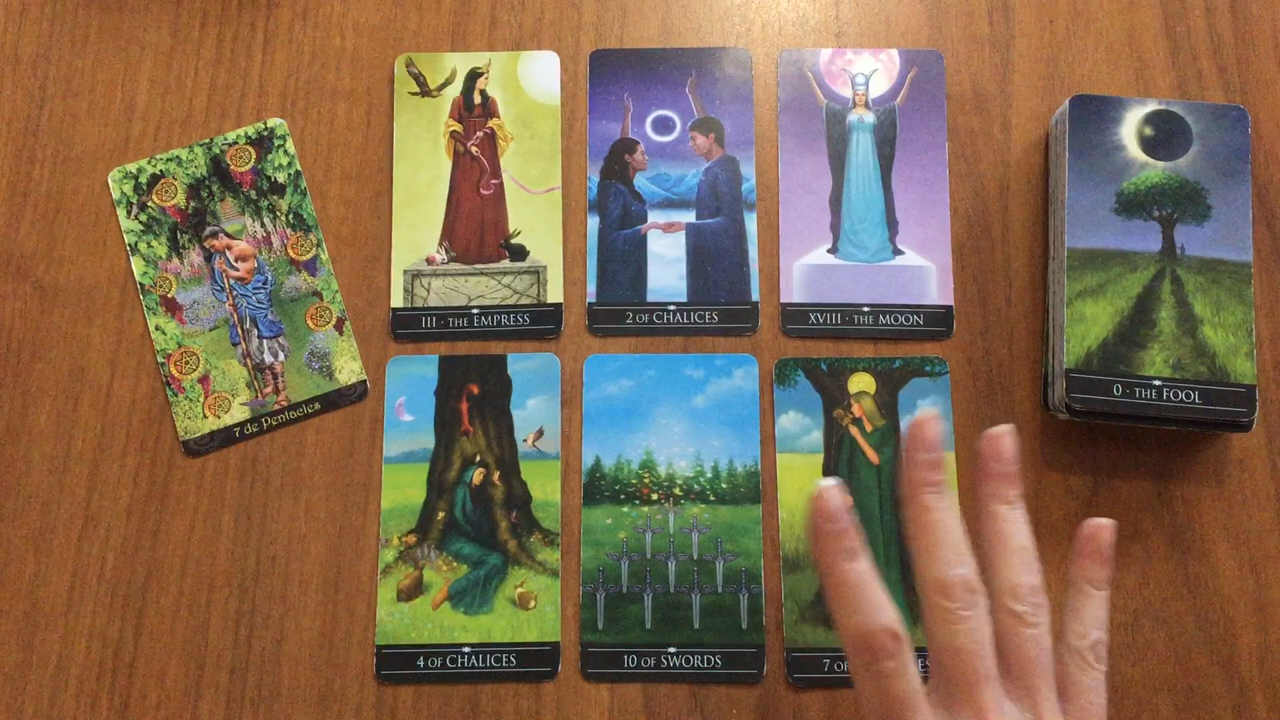 III · THE EMPRESS
2 OF CHALICES
XVIII · THE MOON
0 · THE FOOL
7 de Pentacles
4 OF CHALICES
10 OF SWORDS
7 OF